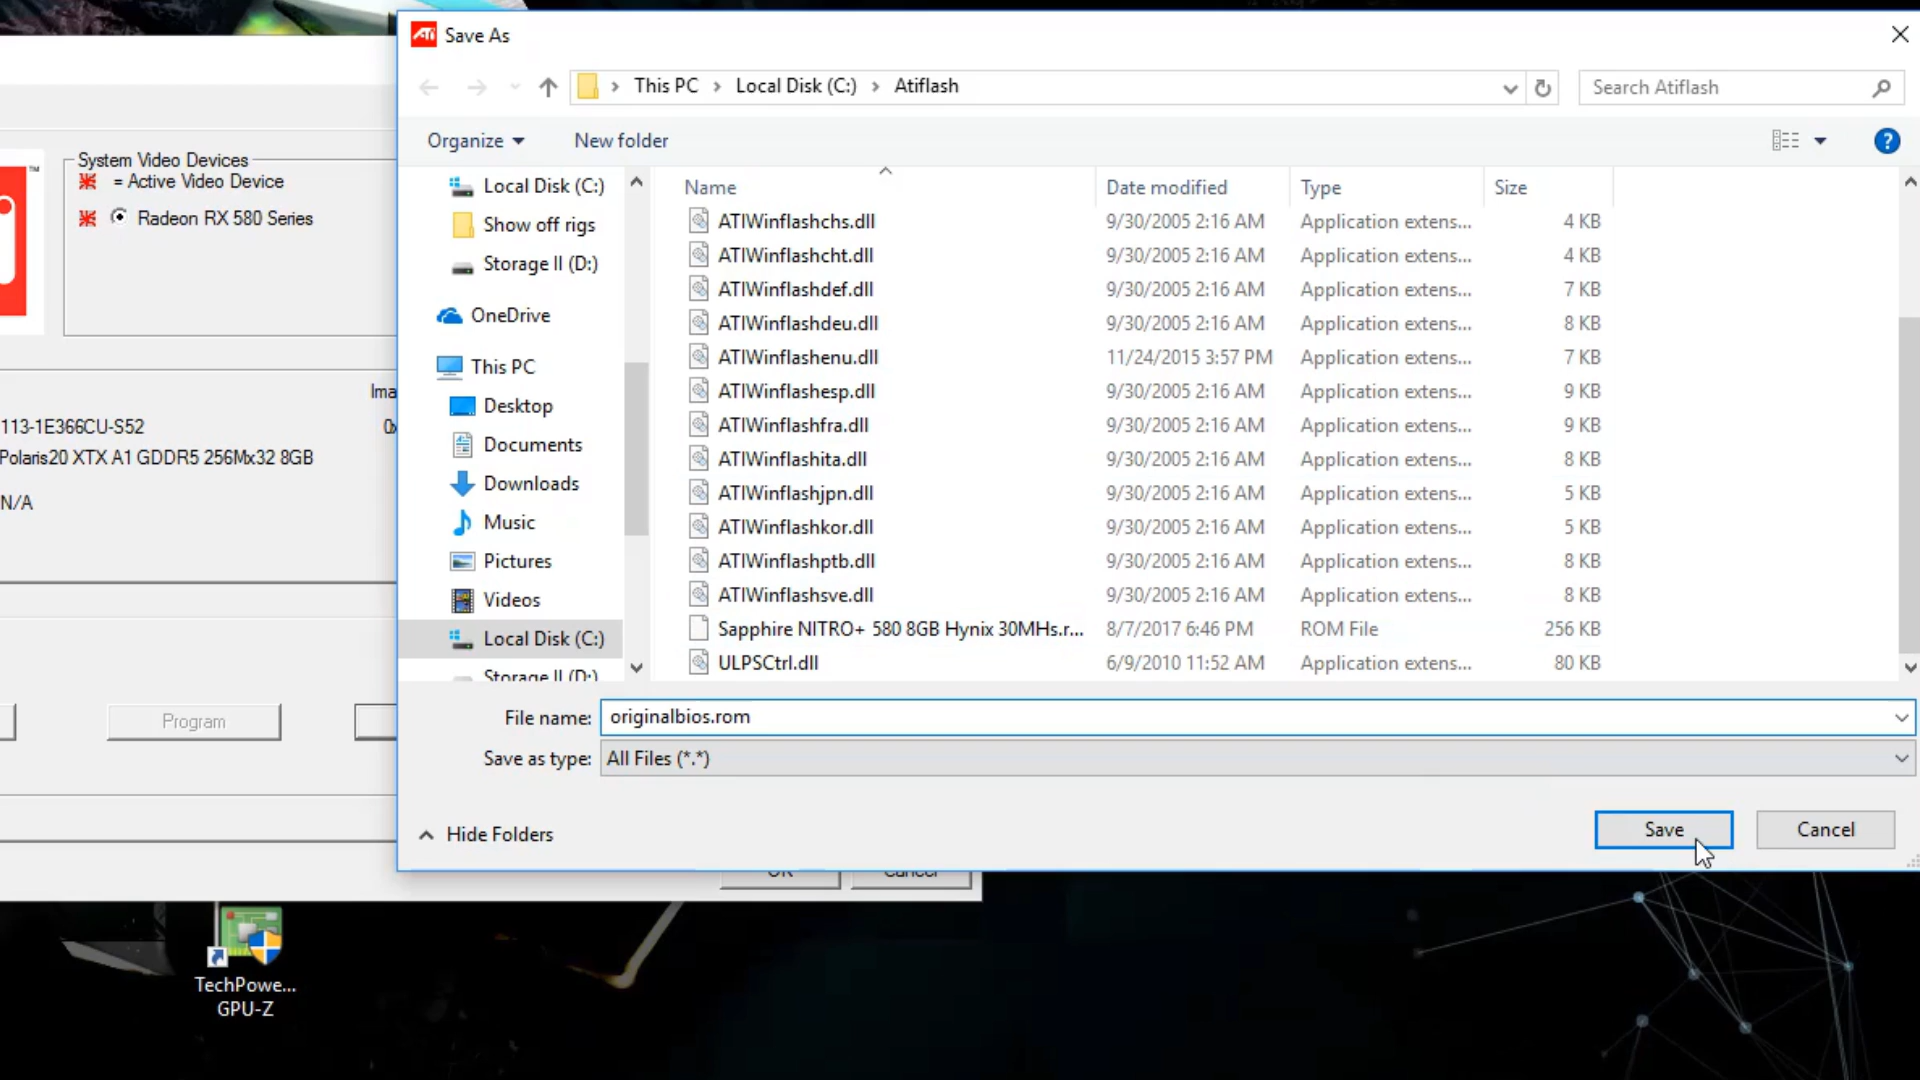 ATi Save As
This PC Local Disk (C:) Atiflash
Search Atiflash
Organize New folder
Local Disk (C:)
Show off rigs
Storage II (D:)
OneDrive
This PC
Desktop
Documents
Downloads
Music
Pictures
Videos
Local Disk (C:)
Storage II (D:)
Name Date modified Type Size
ATIWinflashchs.dll 9/30/2005 2:16 AM Application extens... 4 KB
ATIWinflashcht.dll 9/30/2005 2:16 AM Application extens... 4 KB
ATIWinflashdef.dll 9/30/2005 2:16 AM Application extens... 7 KB
ATIWinflashdeu.dll 9/30/2005 2:16 AM Application extens... 8 KB
ATIWinflashenu.dll 11/24/2015 3:57 PM Application extens... 7 KB
ATIWinflashesp.dll 9/30/2005 2:16 AM Application extens... 9 KB
ATIWinflashfra.dll 9/30/2005 2:16 AM Application extens... 9 KB
ATIWinflashita.dll 9/30/2005 2:16 AM Application extens... 8 KB
ATIWinflashjpn.dll 9/30/2005 2:16 AM Application extens... 5 KB
ATIWinflashkor.dll 9/30/2005 2:16 AM Application extens... 5 KB
ATIWinflashptb.dll 9/30/2005 2:16 AM Application extens... 8 KB
ATIWinflashsve.dll 9/30/2005 2:16 AM Application extens... 8 KB
Sapphire NITRO+ 580 8GB Hynix 30MHs.r... 8/7/2017 6:46 PM ROM File 256 KB
ULPSCtrl.dll 6/9/2010 11:52 AM Application extens... 80 KB
File name: originalbios.rom
Save as type: All Files (*.*)
Hide Folders
Save Cancel
TM
System Video Devices
= Active Video Device
Radeon RX 580 Series
Ima
113-1E366CU-S52 0x
Polaris20 XTX A1 GDDR5 256Mx32 8GB
N/A
Program
OK Cancel
TechPowe...
GPU-Z